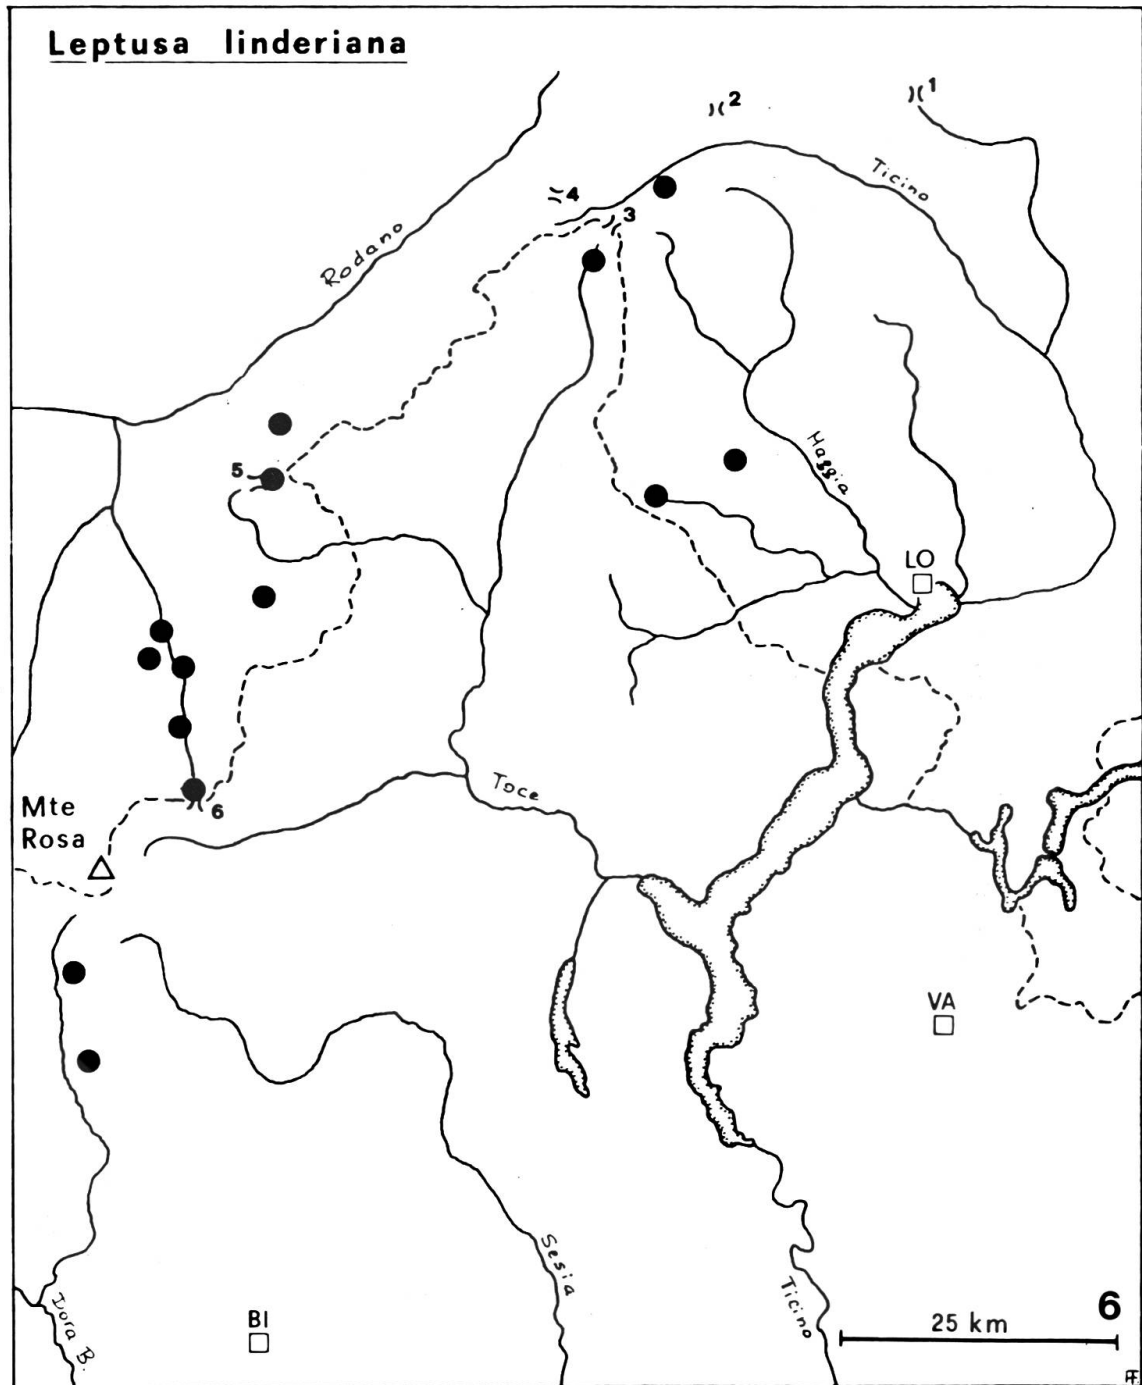 Leptusa linderiana
1
2
Ticino
4
3
Rodano
Maggia
5
LO
Toce
6
Mte
Rosa
VA
Sesia
Ticino
6
25 km
Dora B.
BI